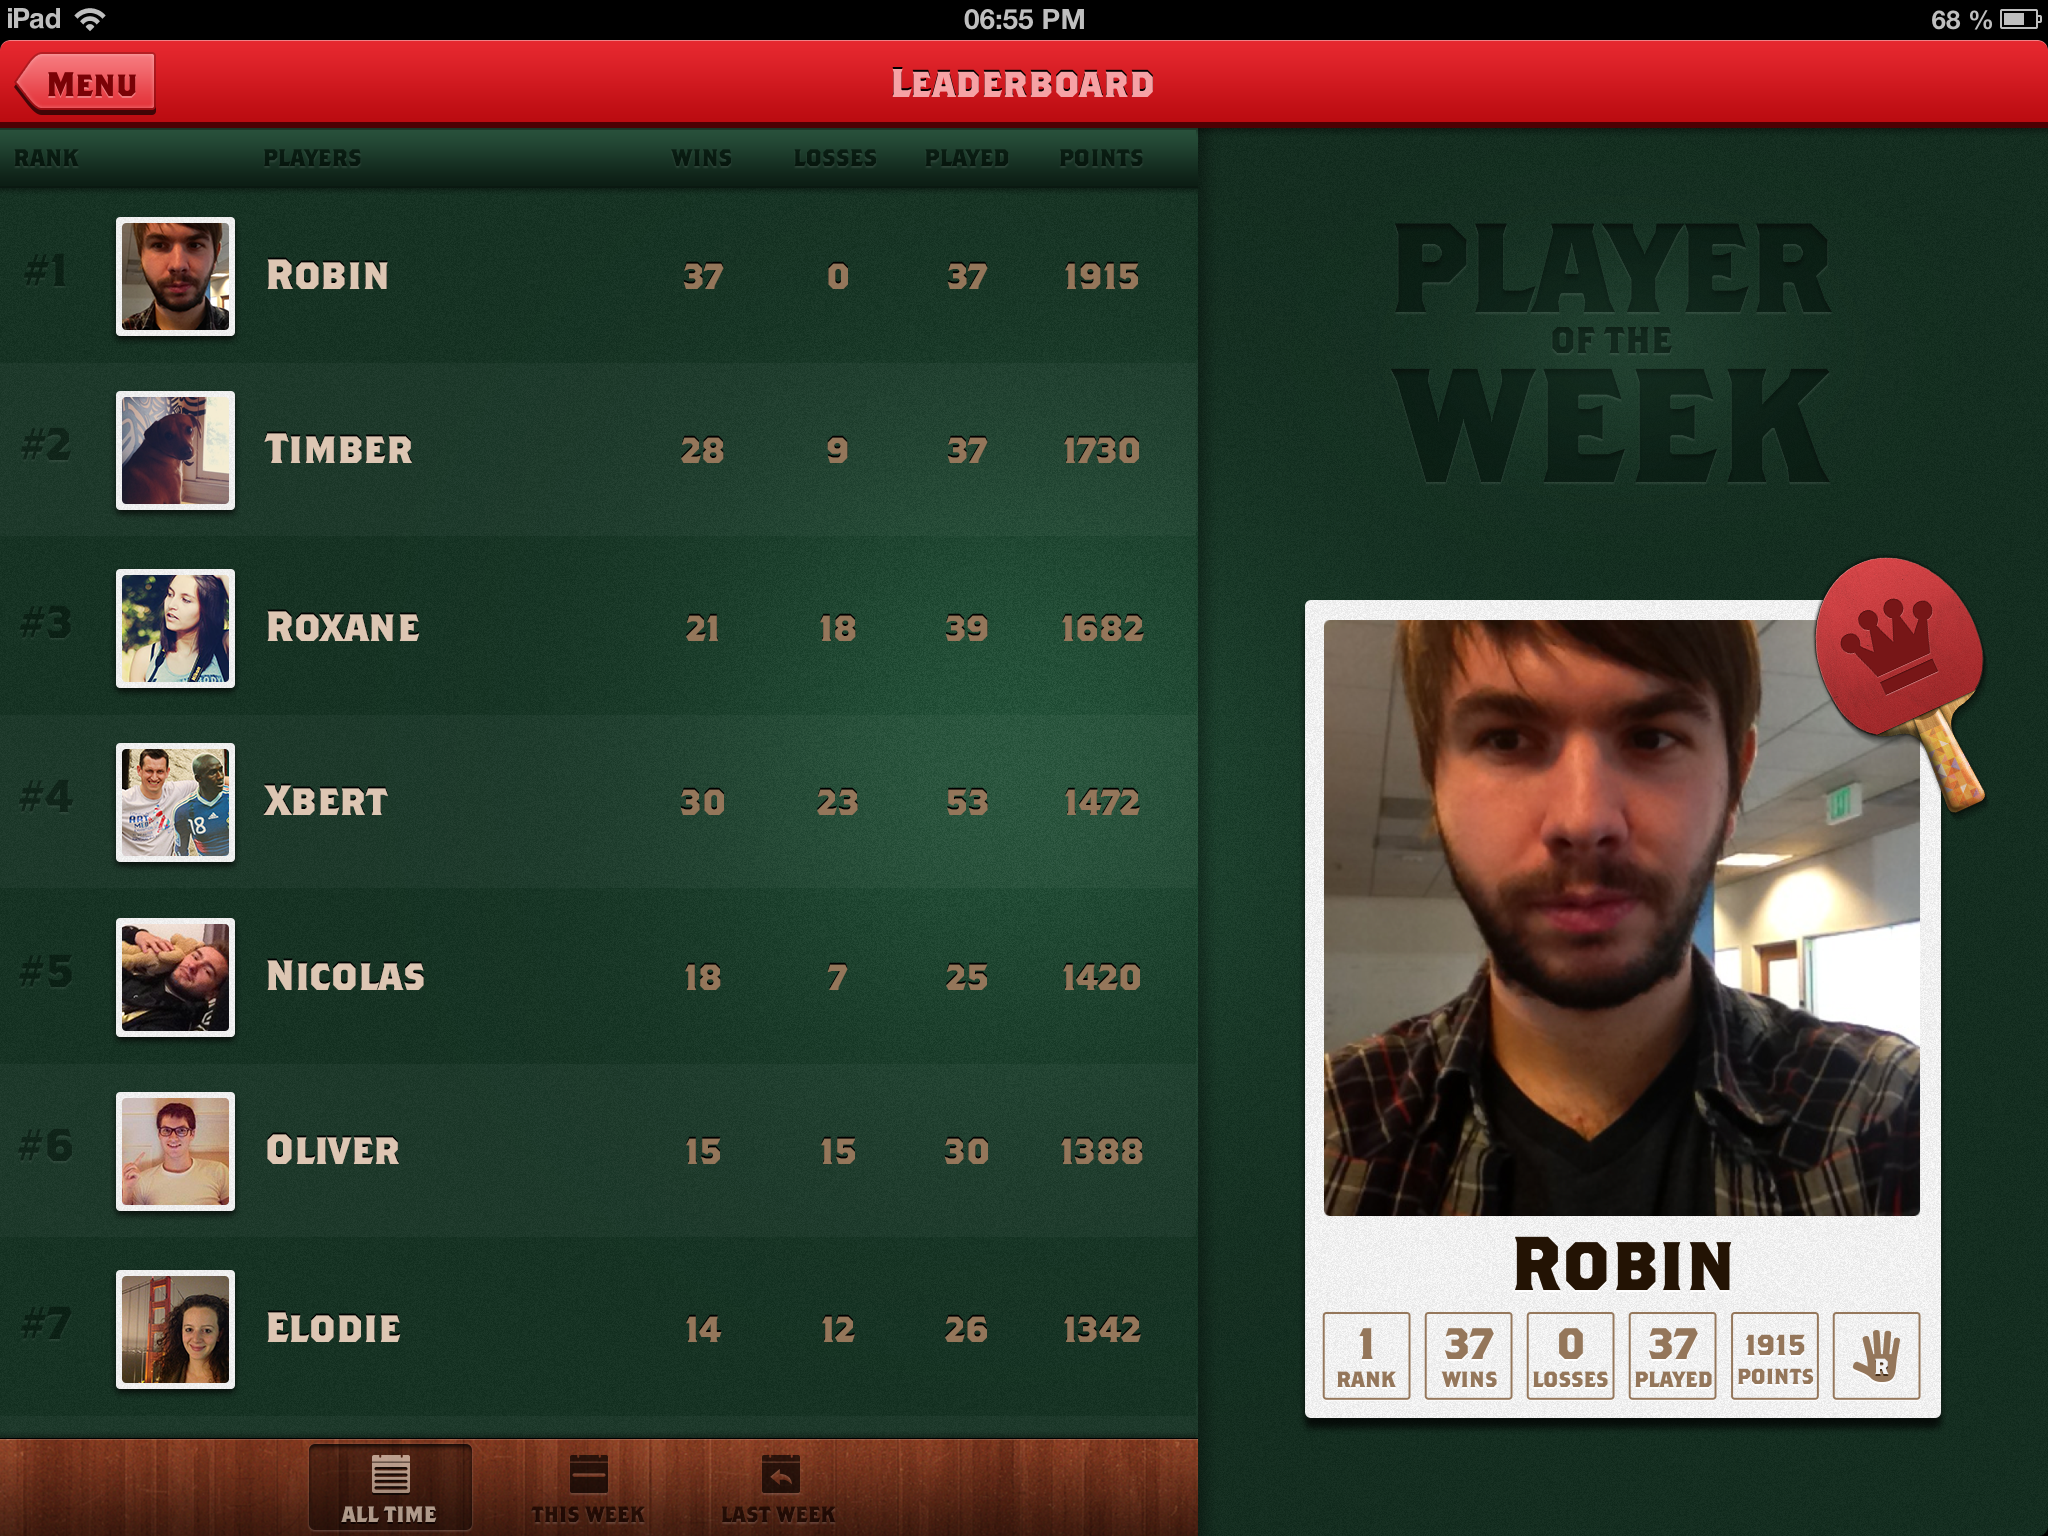 iPad 06:55 PM 68 %
MENU
LEADERBOARD
RANK PLAYERS WINS LOSSES PLAYED POINTS
#1 ROBIN 37 0 37 1915
#2 TIMBER 28 9 37 1730
#3 ROXANE 21 18 39 1682
#4 XBERT 30 23 53 1472
18
#5 NICOLAS 18 7 25 1420
#6 OLIVER 15 15 30 1388
#7 ELODIE 14 12 26 1342
ALL TIME THIS WEEK LAST WEEK
PLAYER
OF THE
WEEK
ROBIN
1 37 0 37 1915
RANK WINS LOSSES PLAYED POINTS R